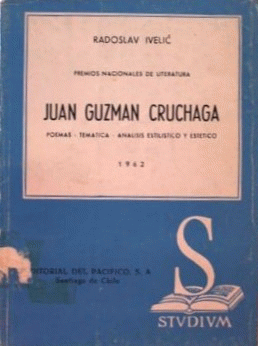 RADOSLAV IVELIĆ
PREMIOS NACIONALES DE LITERATURA
JUAN GUZMAN CRUCHAGA
POEMAS - TEMATICA - ANALISIS ESTILISTICO Y ESTETICO
1962
EDITORIAL DEL PACIFICO, S. A.
Santiago de Chile
S
STVDIVM